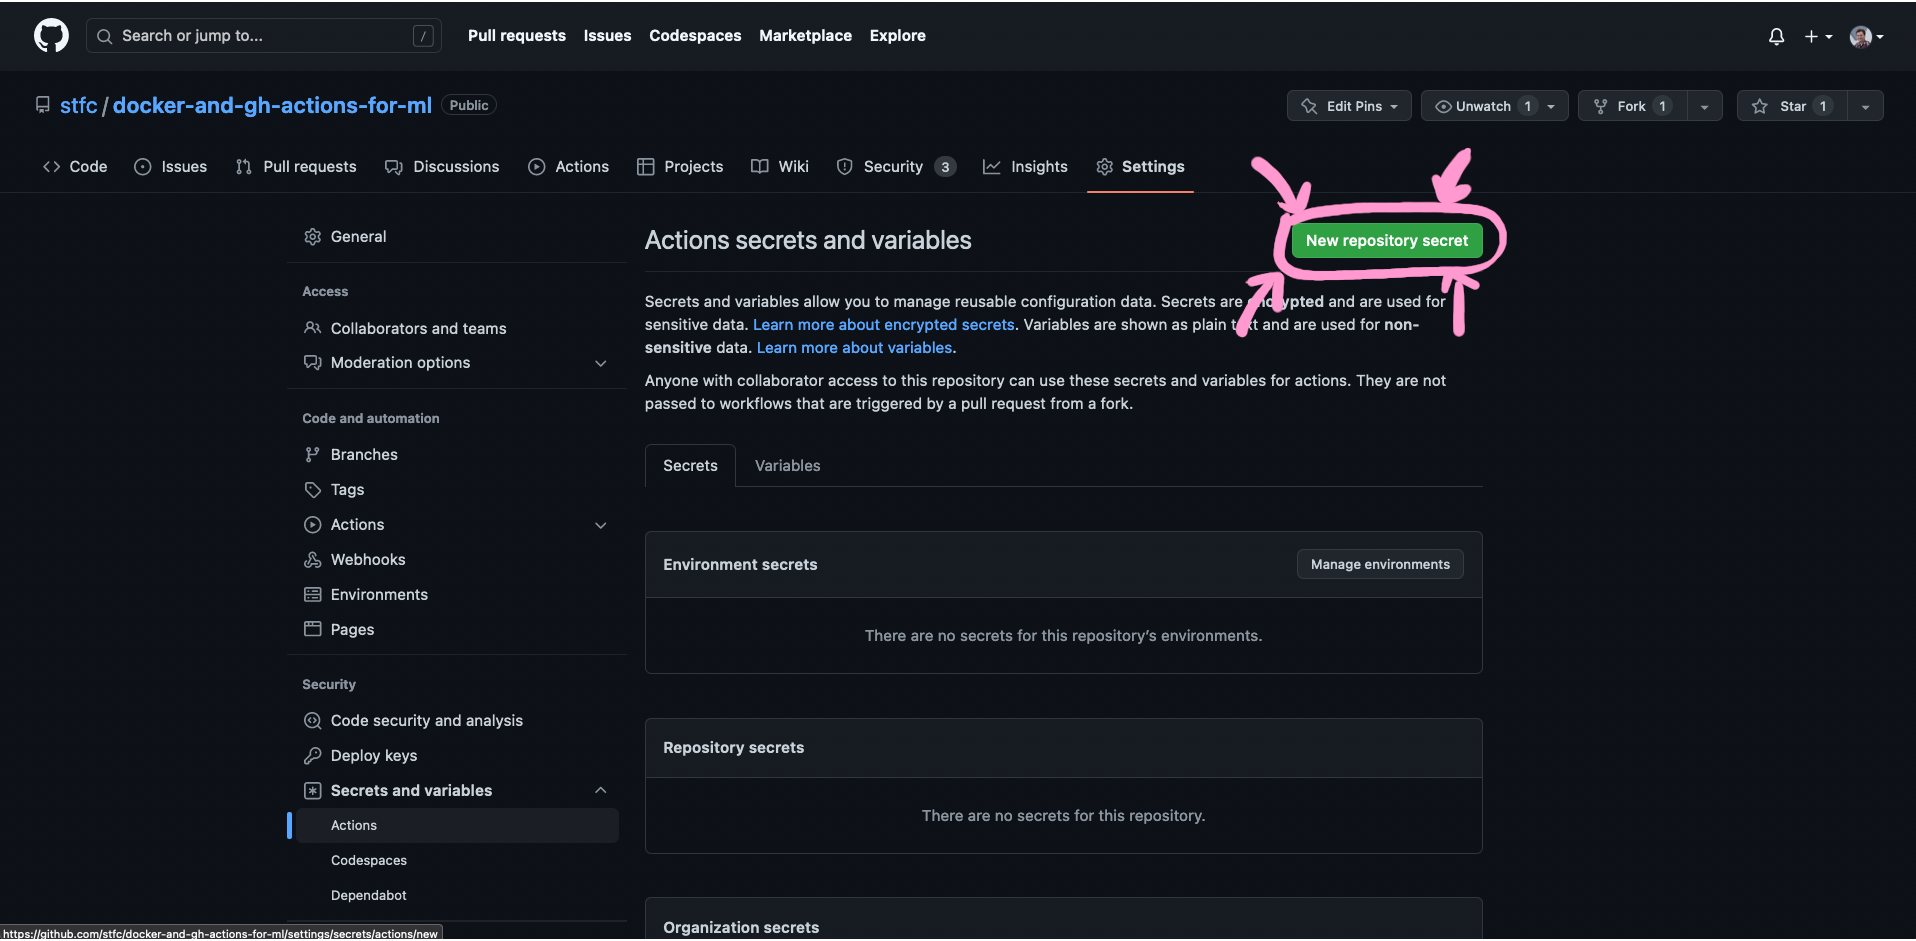 Search or jump to... /
Pull requests Issues Codespaces Marketplace Explore
stfc / docker-and-gh-actions-for-ml Public
Edit Pins Unwatch 1 Fork 1 Star 1
Code Issues Pull requests Discussions Actions Projects Wiki Security 3 Insights Settings
General
Access
Collaborators and teams
Moderation options
Code and automation
Branches
Tags
Actions
Webhooks
Environments
Pages
Security
Code security and analysis
Deploy keys
Secrets and variables
Actions
Codespaces
Dependabot
Actions secrets and variables
New repository secret
Secrets and variables allow you to manage reusable configuration data. Secrets are encrypted and are used for
sensitive data. Learn more about encrypted secrets. Variables are shown as plain text and are used for non-
sensitive data. Learn more about variables.
Anyone with collaborator access to this repository can use these secrets and variables for actions. They are not
passed to workflows that are triggered by a pull request from a fork.
Secrets Variables
Environment secrets
Manage environments
There are no secrets for this repository’s environments.
Repository secrets
There are no secrets for this repository.
Organization secrets
https://github.com/stfc/docker-and-gh-actions-for-ml/settings/secrets/actions/new